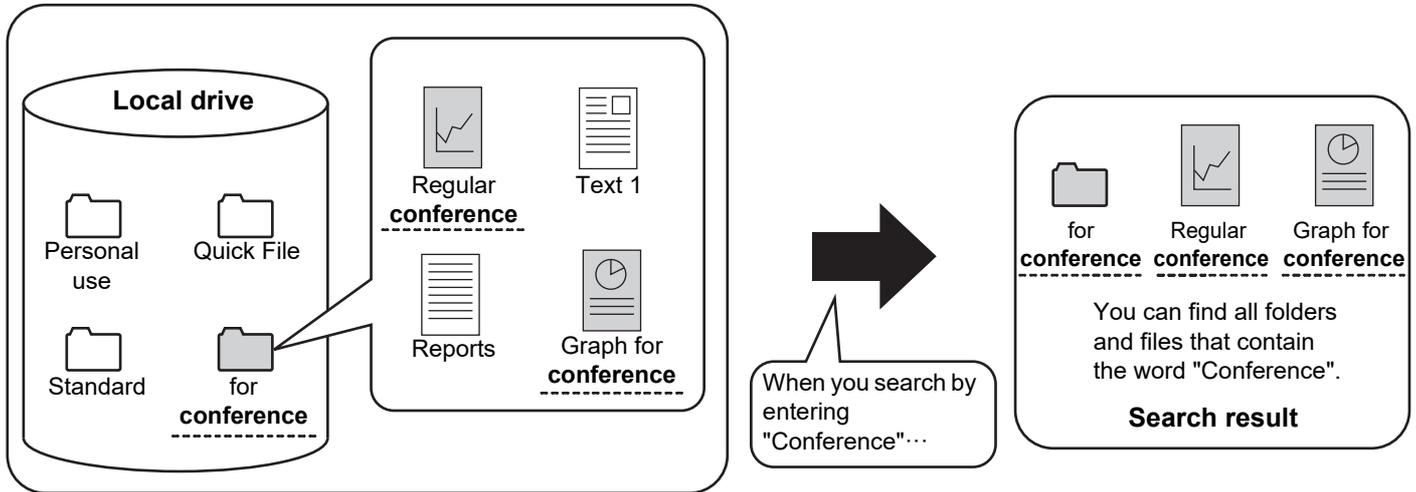 Local drive
Personal
use
Quick File
Standard
for
conference
Regular
conference
Text 1
Reports
Graph for
conference
When you search by
entering
"Conference"···
for
conference
Regular
conference
Graph for
conference
You can find all folders
and files that contain
the word "Conference".
Search result